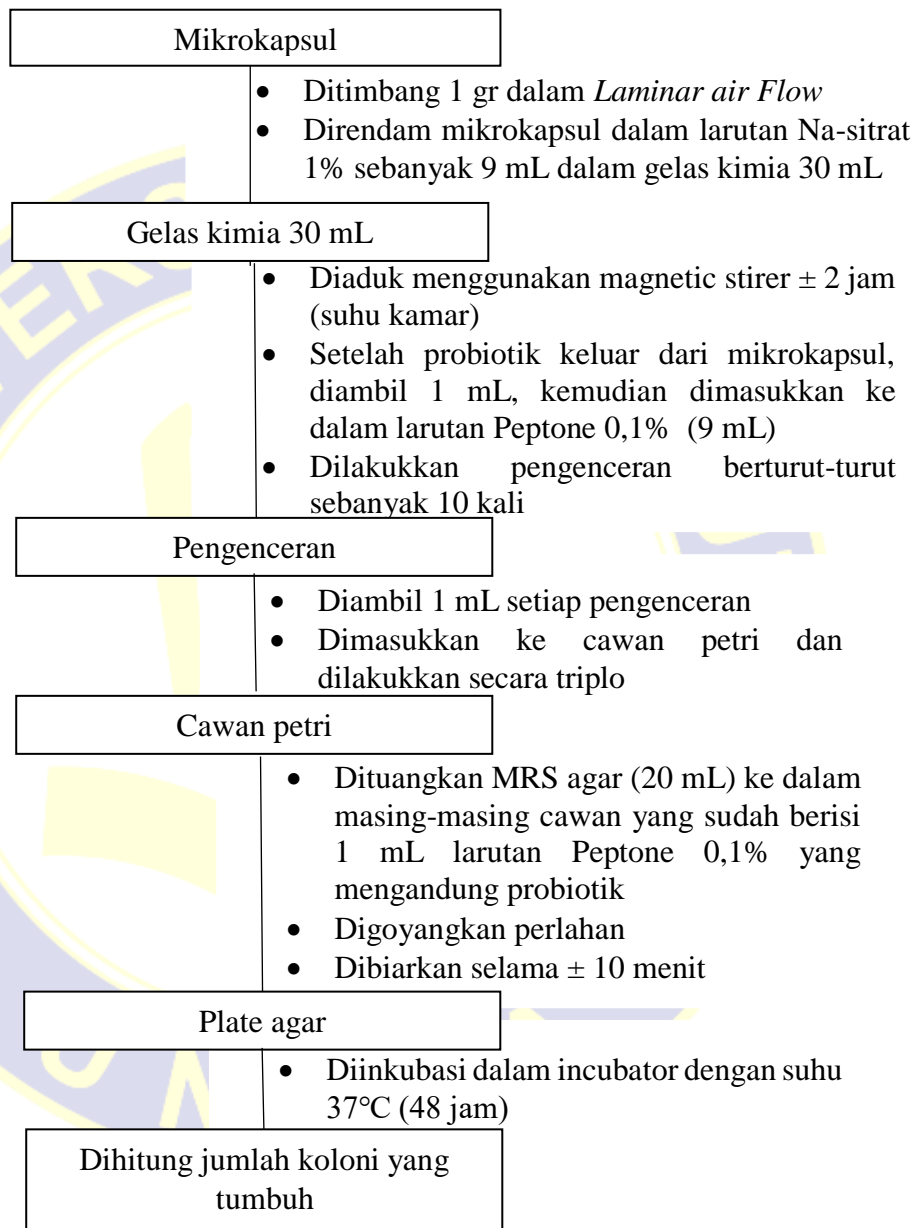 Mikrokapsul
• Ditimbang 1 gr dalam Laminar air Flow
• Direndam mikrokapsul dalam larutan Na-sitrat
1% sebanyak 9 mL dalam gelas kimia 30 mL
Gelas kimia 30 mL
• Diaduk menggunakan magnetic stirer ± 2 jam
(suhu kamar)
• Setelah probiotik keluar dari mikrokapsul,
diambil 1 mL, kemudian dimasukkan ke
dalam larutan Peptone 0,1% (9 mL)
• Dilakukkan pengenceran berturut-turut
sebanyak 10 kali
Pengenceran
• Diambil 1 mL setiap pengenceran
• Dimasukkan ke cawan petri dan
dilakukkan secara triplo
Cawan petri
• Dituangkan MRS agar (20 mL) ke dalam
masing-masing cawan yang sudah berisi
1 mL larutan Peptone 0,1% yang
mengandung probiotik
• Digoyangkan perlahan
• Dibiarkan selama ± 10 menit
Plate agar
• Diinkubasi dalam incubator dengan suhu
37°C (48 jam)
Dihitung jumlah koloni yang
tumbuh